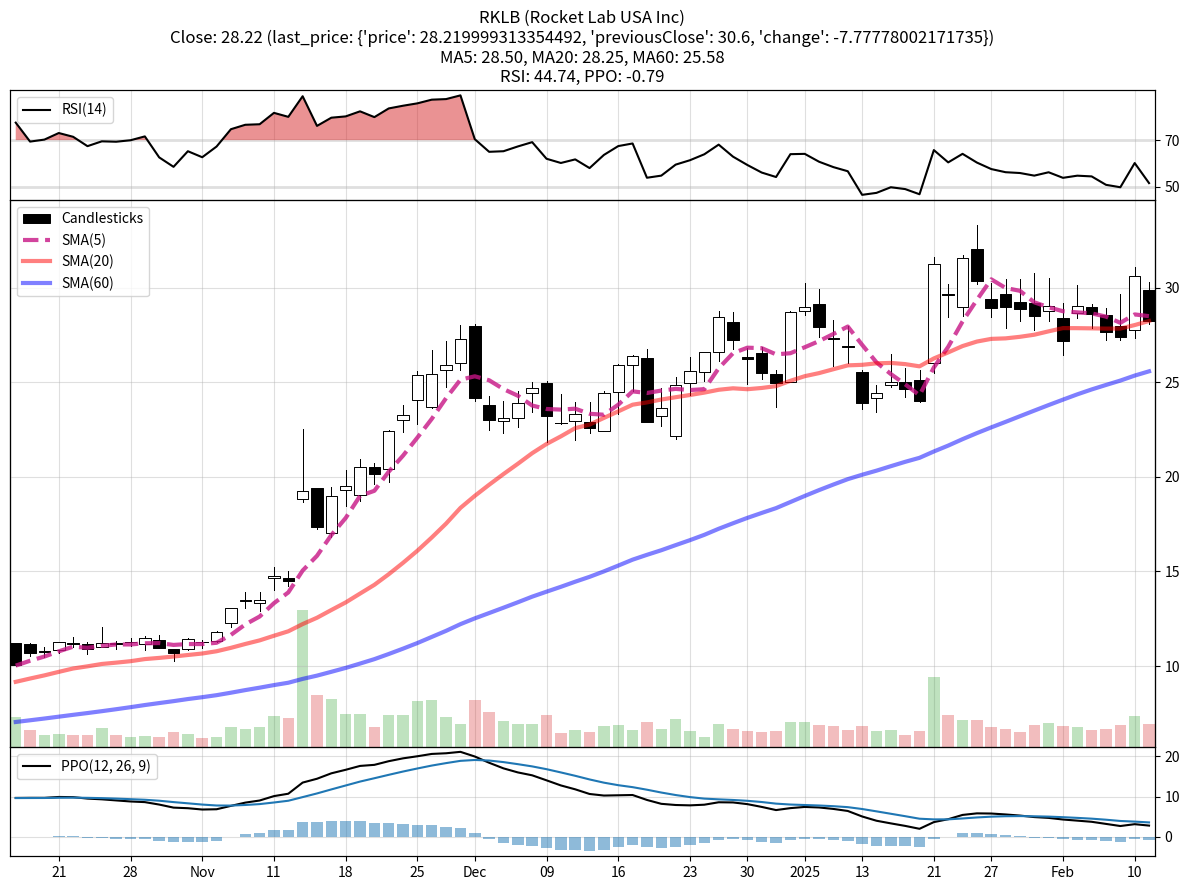 RKLB (Rocket Lab USA Inc)
Close: 28.22 (last_price: {'price': 28.219999313354492, 'previousClose': 30.6, 'change': -7.77778002171735})
MA5: 28.50, MA20: 28.25, MA60: 25.58
RSI: 44.74, PPO: -0.79
RSI(14)
70
50
Candlesticks
SMA(5)
SMA(20)
SMA(60)
30
25
20
15
10
PPO(12, 26, 9)
20
10
0
21 28 Nov 11 18 25 Dec 09 16 23 30 2025 13 21 27 Feb 10